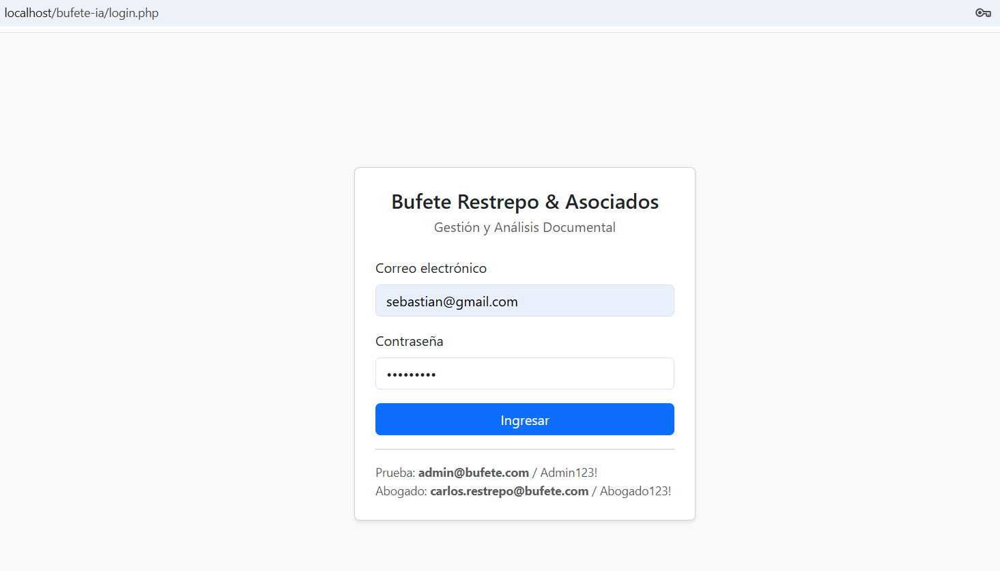 localhost/bufete-ia/login.php
Bufete Restrepo & Asociados
Gestión y Análisis Documental
Correo electrónico
sebastian@gmail.com
Contraseña
•••••••••
Ingresar
Prueba: admin@bufete.com / Admin123!
Abogado: carlos.restrepo@bufete.com / Abogado123!